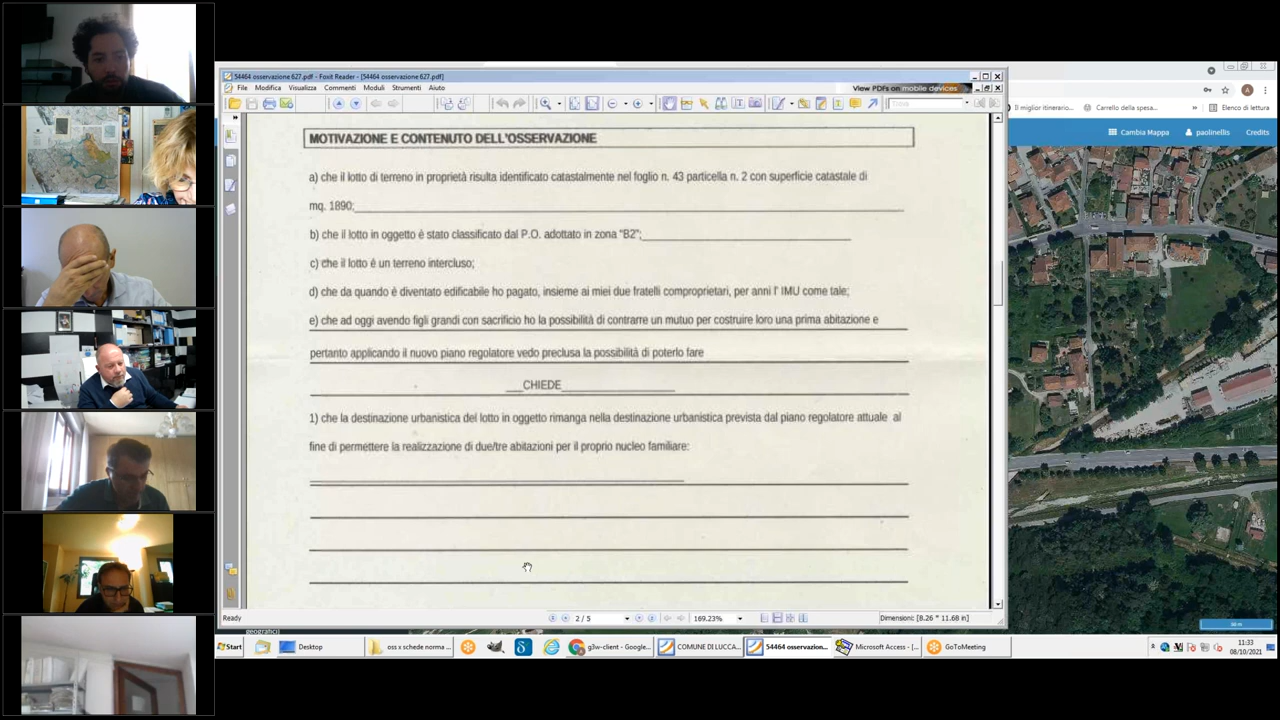 54464 osservazione 627.pdf - Foxit Reader - [54464 osservazione 627.pdf]
File Modifica Visualizza Commenti Moduli Strumenti Aiuto
View PDFs on mobile devices
Il miglior itinerario... Carrello della spesa... Elenco di lettura
Cambia Mappa paolinellis Credits
MOTIVAZIONE E CONTENUTO DELL'OSSERVAZIONE
a) che il lotto di terreno in proprietà risulta identificato catastalmente nel foglio n. 43 particella n. 2 con superficie catastale di
mq. 1890;
b) che il lotto in oggetto è stato classificato dal P.O. adottato in zona "B2";
c) che il lotto è un terreno intercluso;
d) che da quando è diventato edificabile ho pagato, insieme ai miei due fratelli comproprietari, per anni l' IMU come tale;
e) che ad oggi avendo figli grandi con sacrificio ho la possibilità di contrarre un mutuo per costruire loro una prima abitazione e
pertanto applicando il nuovo piano regolatore vedo preclusa la possibilità di poterlo fare
CHIEDE
1) che la destinazione urbanistica del lotto in oggetto rimanga nella destinazione urbanistica prevista dal piano regolatore attuale al
fine di permettere la realizzazione di due/tre abitazioni per il proprio nucleo familiare:
Ready 2 / 5 169.23% Dimensioni: [8.26 * 11.68 in]
geografici]
Start Desktop oss x schede norma ... g3w-client - Google... COMUNE DI LUCCA... 54464 osservazion... Microsoft Access - [... GoToMeeting
11:33
08/10/2021